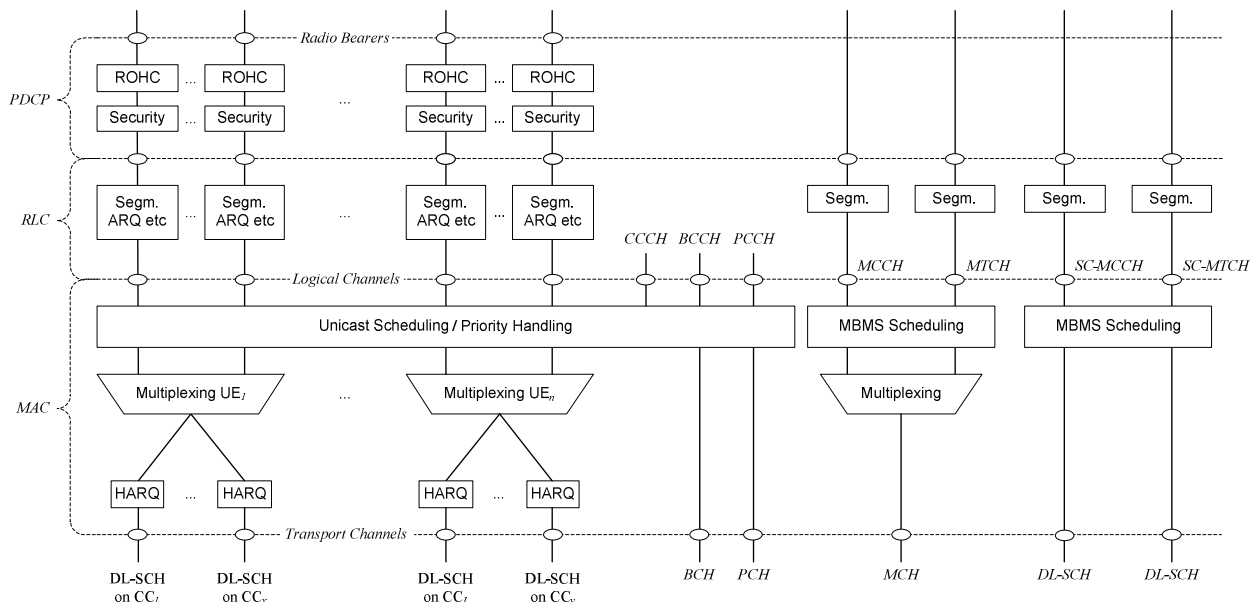 Radio Bearers
ROHC ... ROHC ROHC ... ROHC
PDCP ...
Security ... Security Security ... Security
Segm. Segm. Segm. Segm. Segm. Segm. Segm. Segm.
ARQ etc ... ARQ etc ... ARQ etc ... ARQ etc
RLC
CCCH BCCH PCCH
MCCH MTCH SC-MCCH SC-MTCH
Logical Channels
Unicast Scheduling / Priority Handling MBMS Scheduling MBMS Scheduling
Multiplexing UE1 ... Multiplexing UEn Multiplexing
MAC
HARQ ... HARQ HARQ ... HARQ
Transport Channels
DL-SCH DL-SCH DL-SCH DL-SCH BCH PCH MCH DL-SCH DL-SCH
on CC1 on CCx on CC1 on CCy